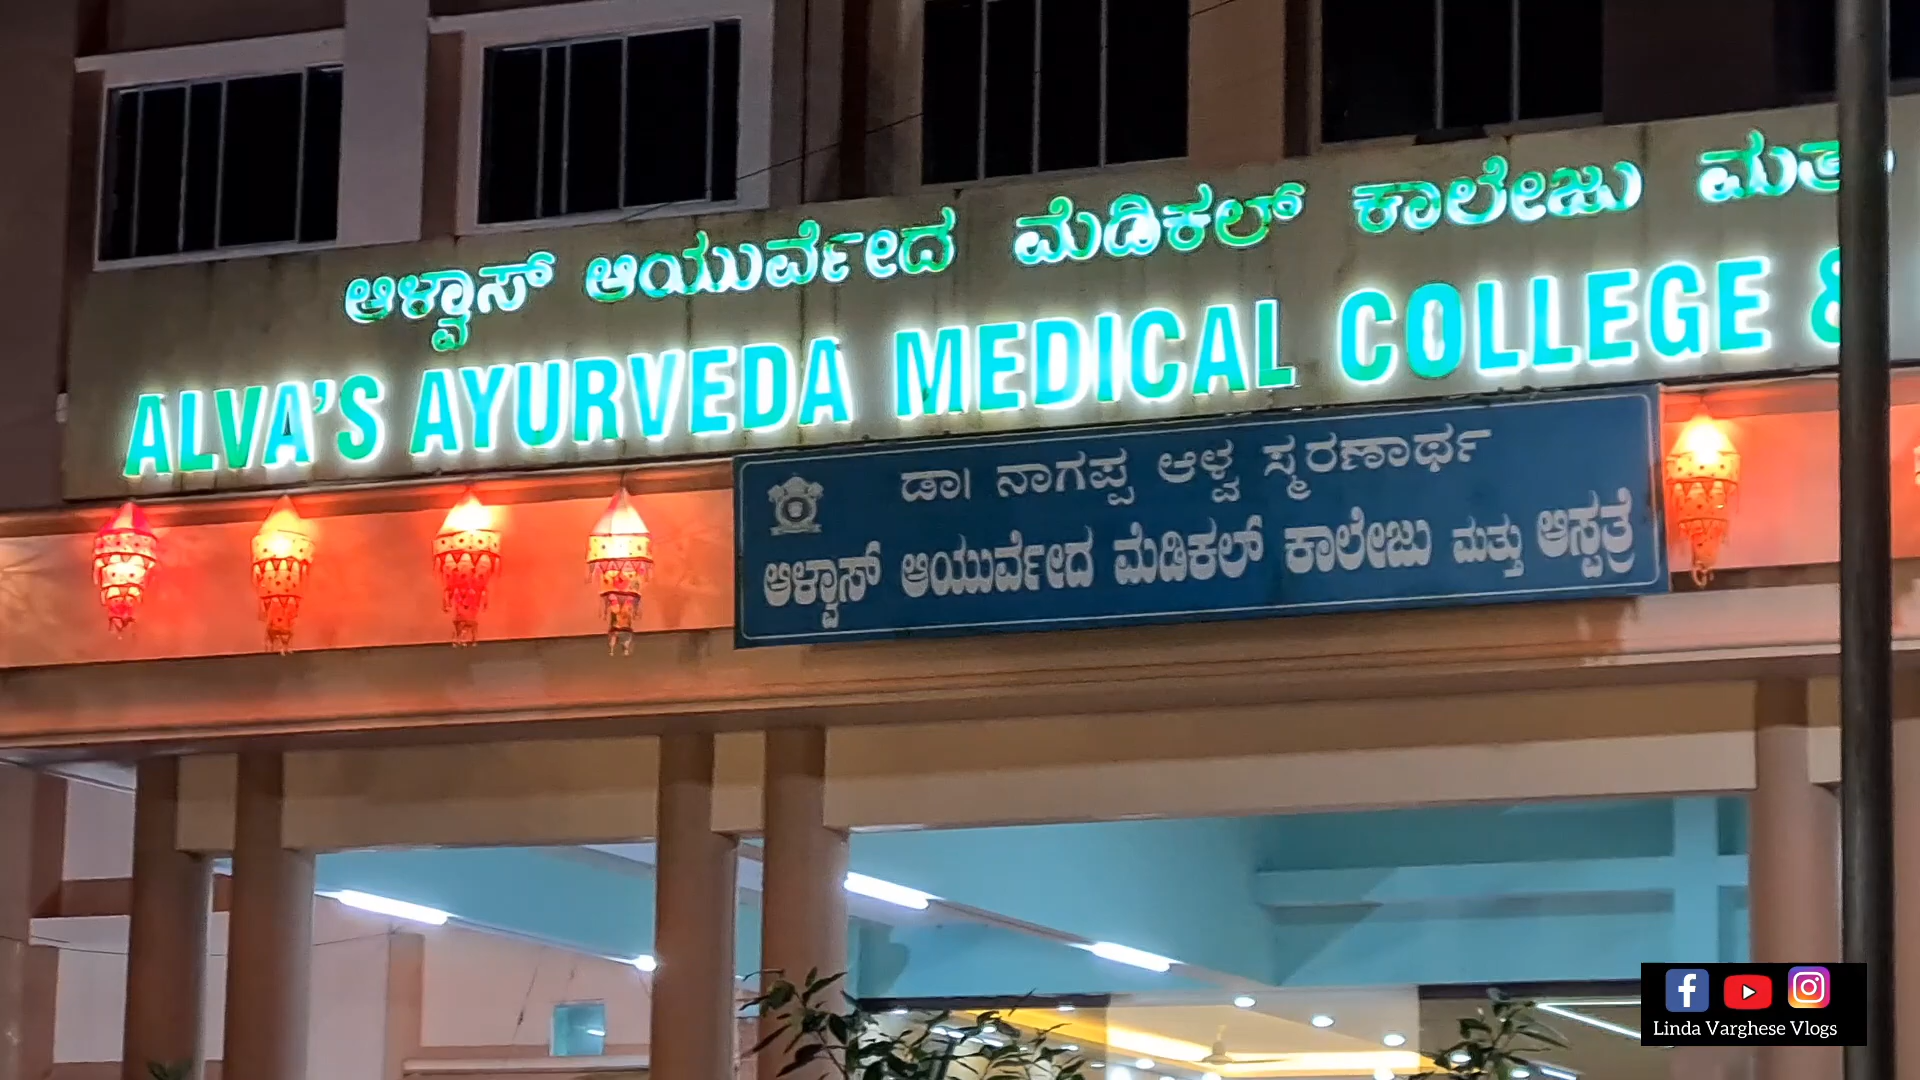 ಆಳ್ವಾಸ್ ಆಯುರ್ವೇದ ಮೆಡಿಕಲ್ ಕಾಲೇಜು
ALVA'S AYURVEDA MEDICAL COLLEGE &
ಡಾ। ನಾಗಪ್ಪ ಆಳ್ವ ಸ್ಮರಣಾರ್ಥ
ಆಳ್ವಾಸ್ ಆಯುರ್ವೇದ ಮೆಡಿಕಲ್ ಕಾಲೇಜು ಮತ್ತು ಆಸ್ಪತ್ರೆ
Linda Varghese Vlogs